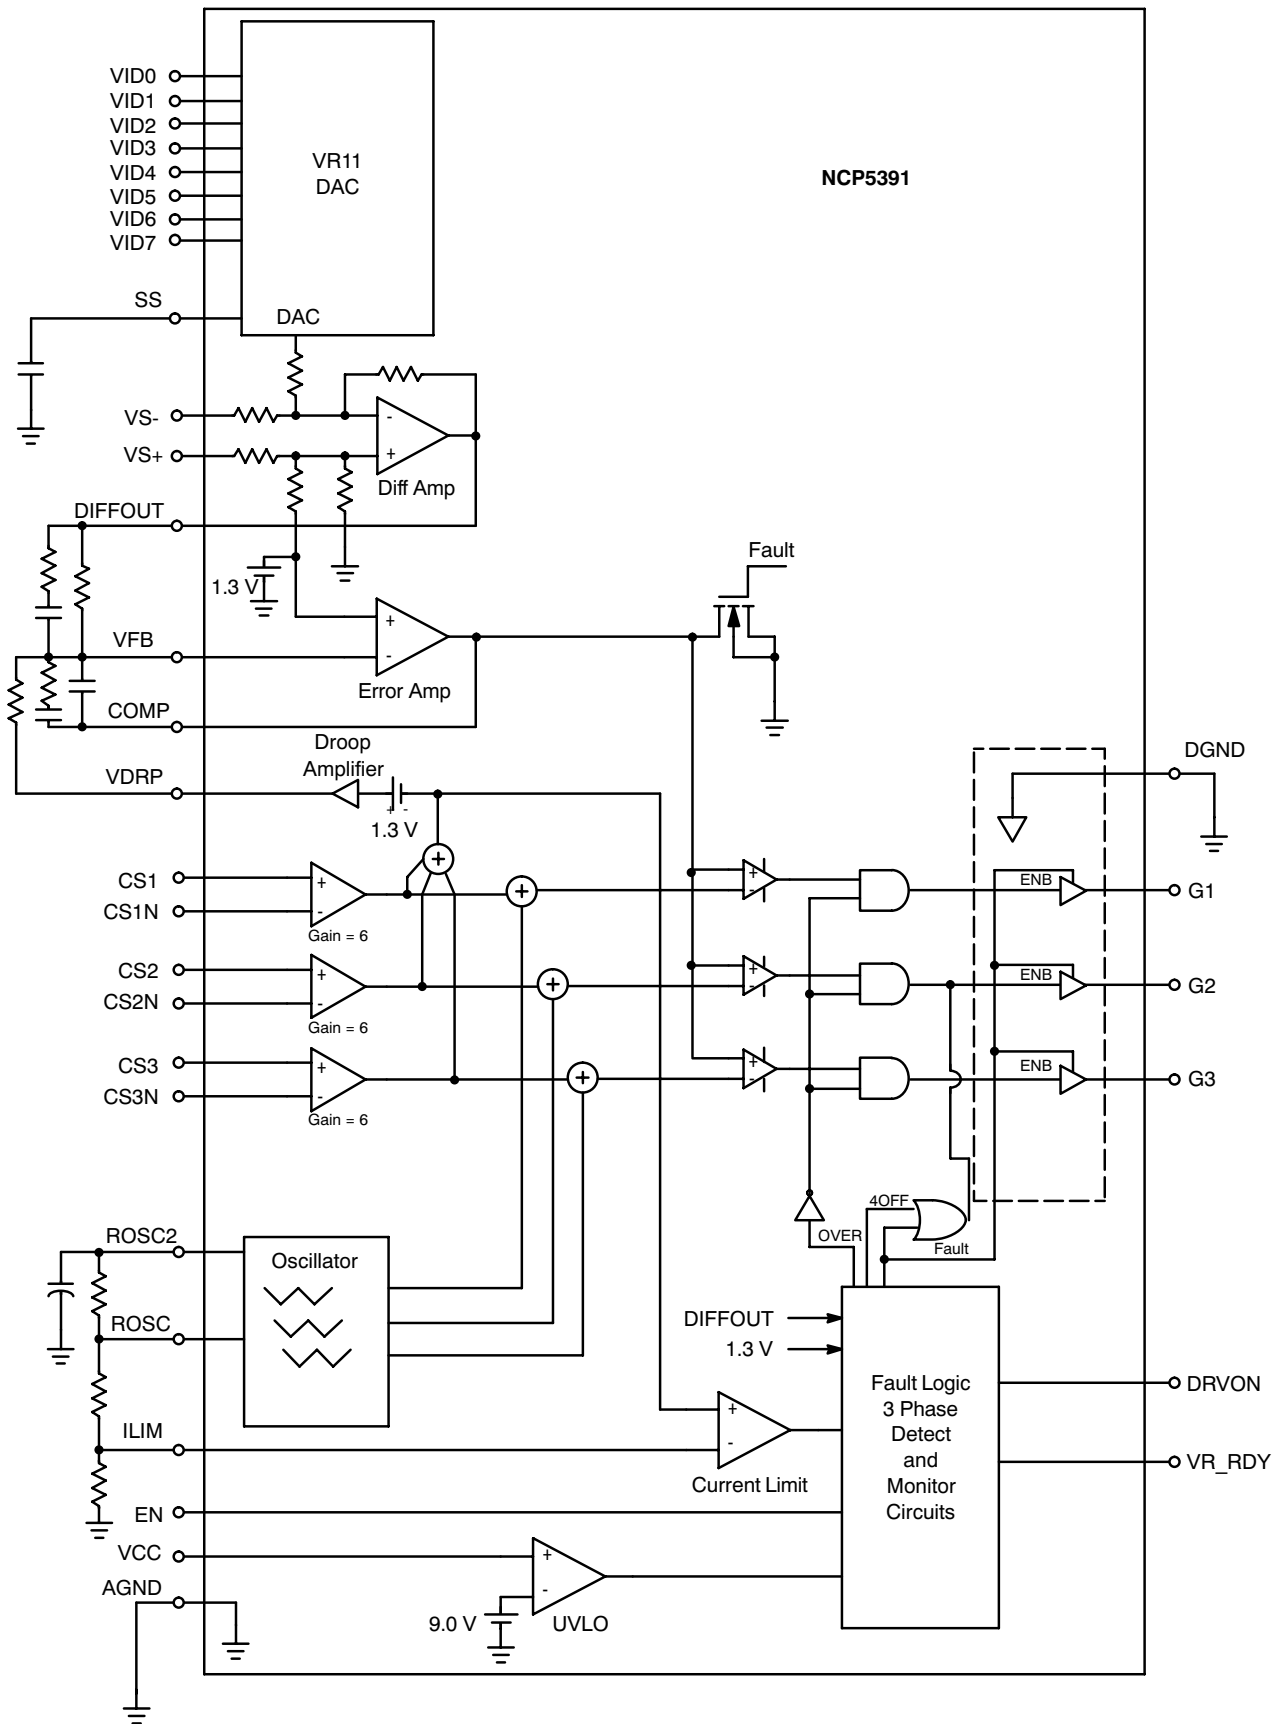 VID0
VID1
VID2
VID3
VID4
VID5
VID6
VID7
VR11
DAC
NCP5391
SS
DAC
VS-
VS+
-
+
Diff Amp
DIFFOUT
1.3 V
Fault
VFB
+
-
Error Amp
COMP
Droop
Amplifier
VDRP
+ -
1.3 V
DGND
+
CS1
CS1N
+
-
Gain = 6
+
+
-
ENB
G1
CS2
CS2N
+
-
Gain = 6
+
+
-
ENB
G2
CS3
CS3N
+
-
Gain = 6
+
+
-
ENB
G3
4OFF
OVER
Fault
ROSC2
Oscillator
ROSC
DIFFOUT
1.3 V
Fault Logic
3 Phase
Detect
and
Monitor
Circuits
DRVON
VR_RDY
ILIM
+
-
Current Limit
EN
VCC
+
-
9.0 V
UVLO
AGND